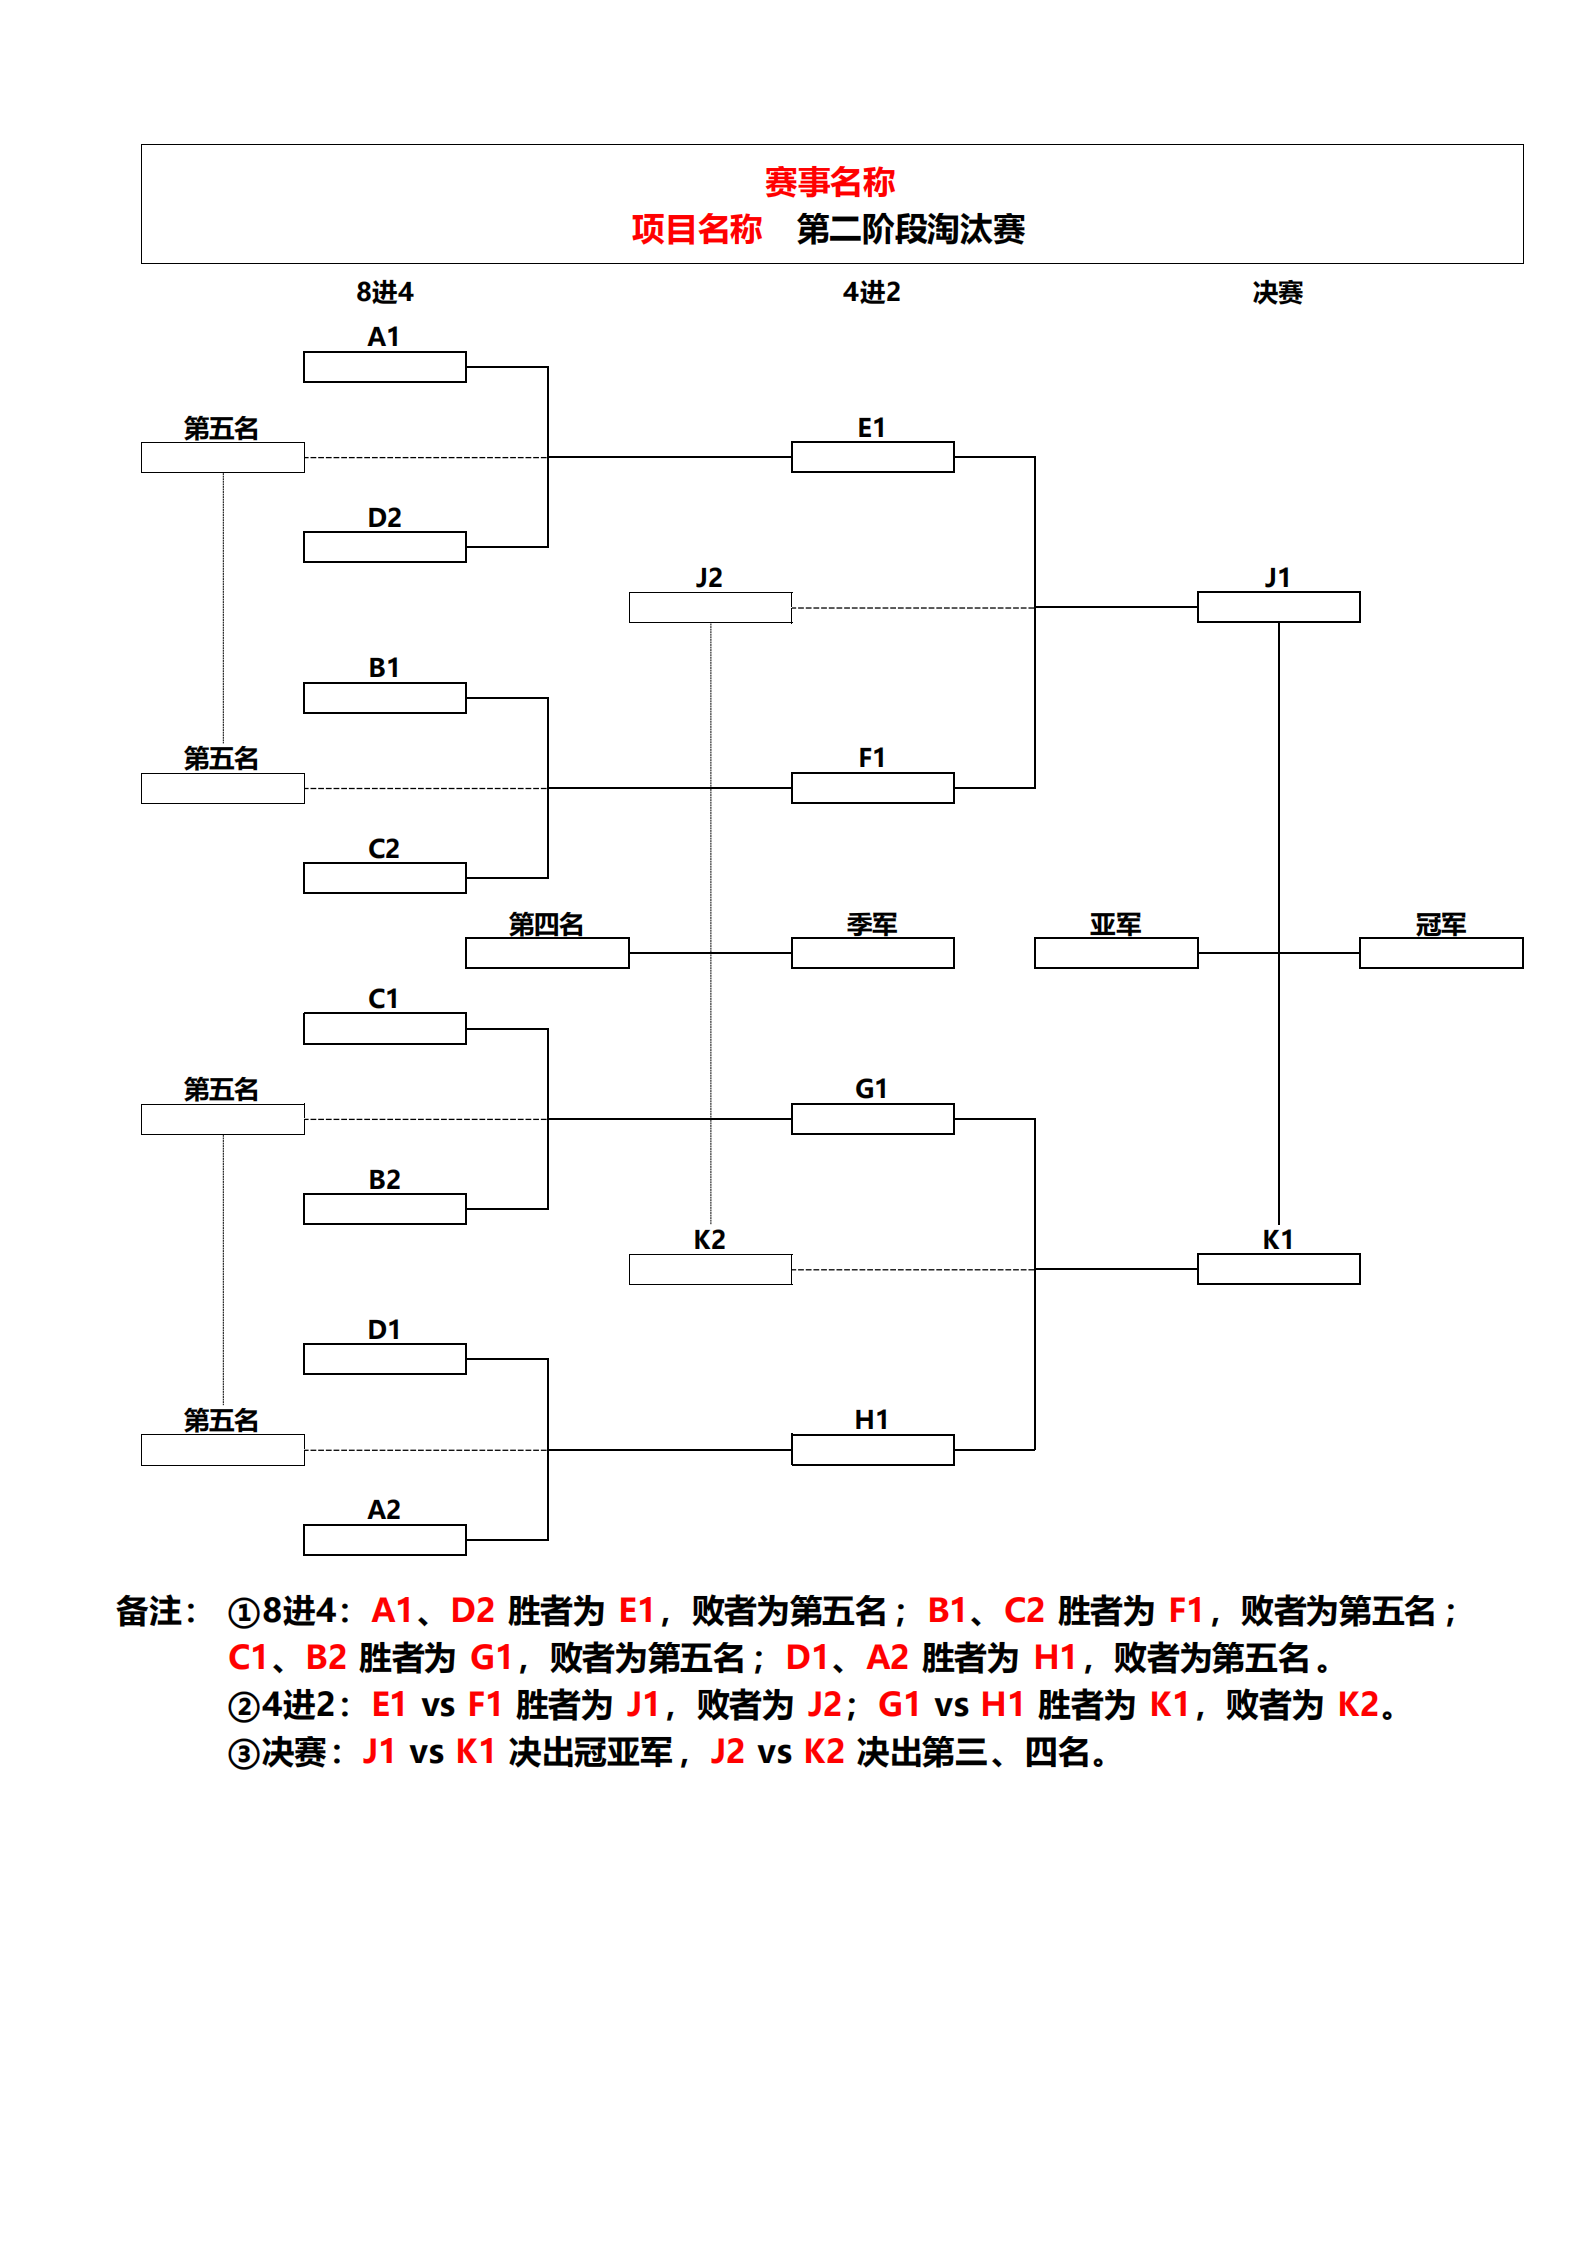 赛事名称
项目名称 第二阶段淘汰赛
8进4 4进2 决赛
A1
第五名 E1
D2
J2 J1
B1
第五名 F1
C2
第四名 季军 亚军 冠军
C1
第五名 G1
B2
K2 K1
D1
第五名 H1
A2
备注： ①8进4：A1、D2 胜者为 E1，败者为第五名；B1、C2 胜者为 F1，败者为第五名；
C1、B2 胜者为 G1，败者为第五名；D1、A2 胜者为 H1，败者为第五名。
②4进2：E1 vs F1 胜者为 J1，败者为 J2；G1 vs H1 胜者为 K1，败者为 K2。
③决赛：J1 vs K1 决出冠亚军，J2 vs K2 决出第三、四名。